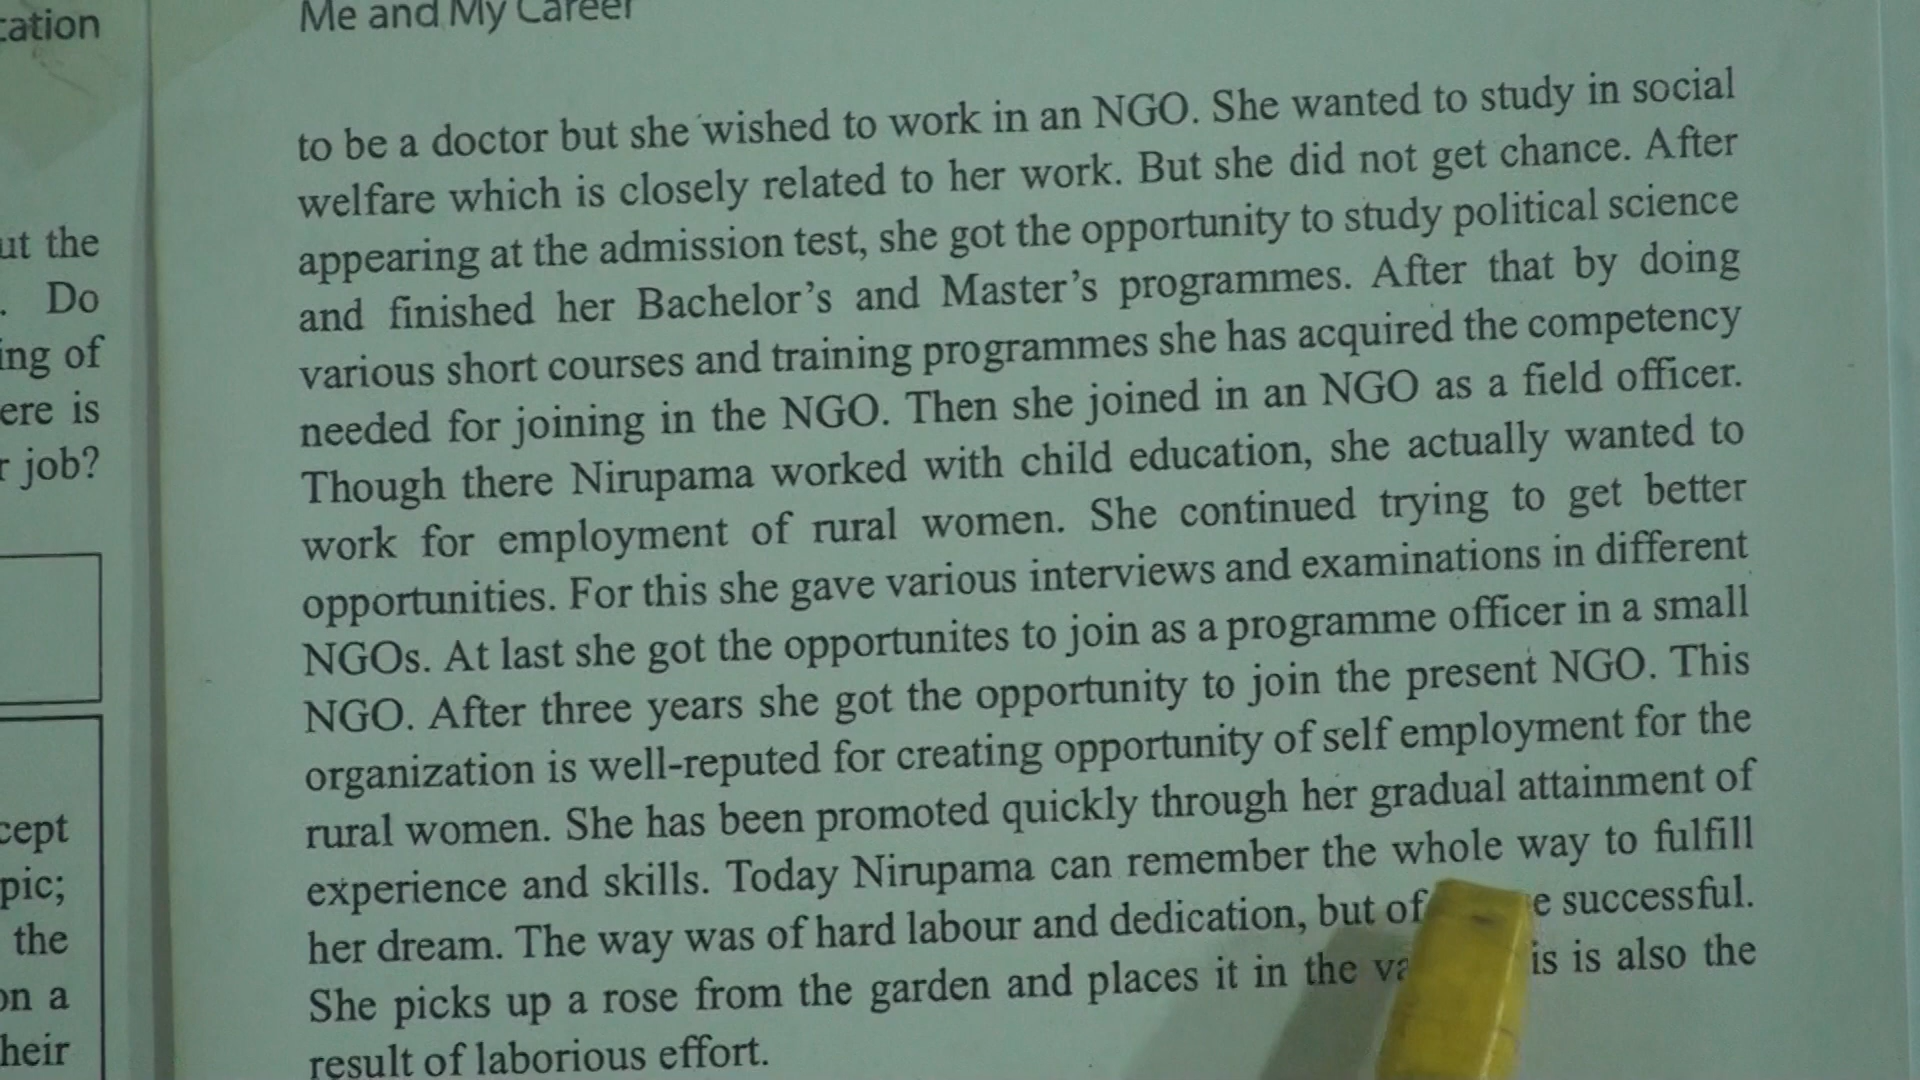 cation
Me and My Career
ut the
. Do
ing of
ere is
r job?
cept
pic;
the
on a
heir
to be a doctor but she wished to work in an NGO. She wanted to study in social
welfare which is closely related to her work. But she did not get chance. After
appearing at the admission test, she got the opportunity to study political science
and finished her Bachelor's and Master's programmes. After that by doing
various short courses and training programmes she has acquired the competency
needed for joining in the NGO. Then she joined in an NGO as a field officer.
Though there Nirupama worked with child education, she actually wanted to
work for employment of rural women. She continued trying to get better
opportunities. For this she gave various interviews and examinations in different
NGOs. At last she got the opportunites to join as a programme officer in a small
NGO. After three years she got the opportunity to join the present NGO. This
organization is well-reputed for creating opportunity of self employment for the
rural women. She has been promoted quickly through her gradual attainment of
experience and skills. Today Nirupama can remember the whole way to fulfill
her dream. The way was of hard labour and dedication, but of successful.
She picks up a rose from the garden and places it in the is also the
result of laborious effort.